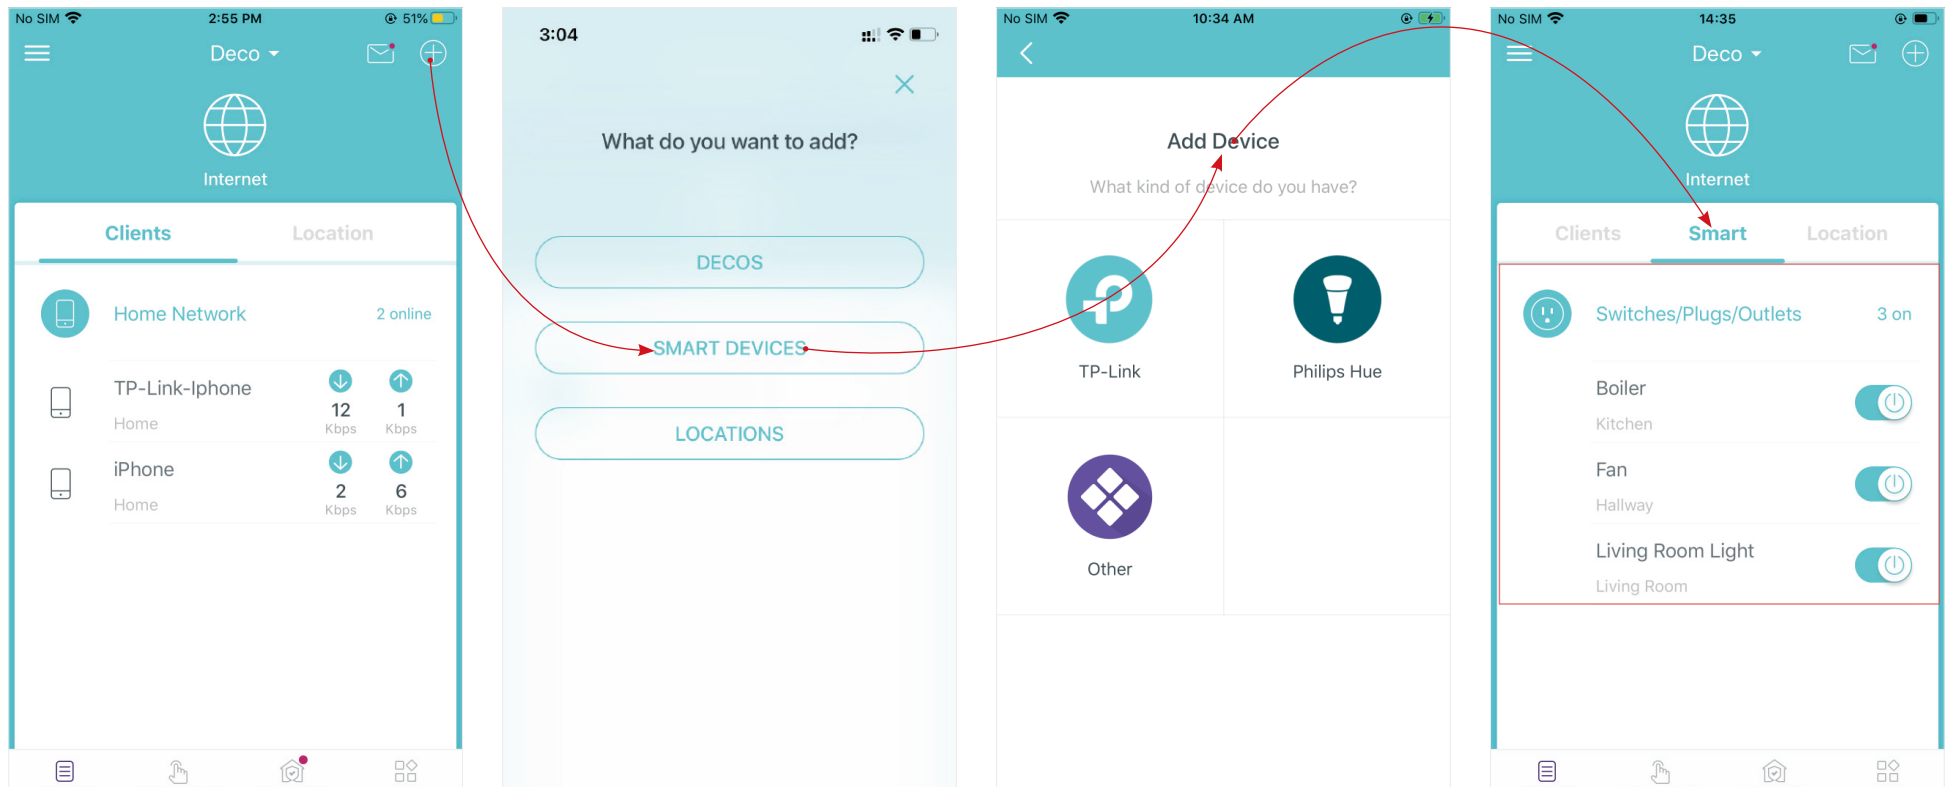 No SIM 2:55 PM 51%
Deco
Internet
Clients Location
Home Network 2 online
TP-Link-Iphone
12 1
Home Kbps Kbps
iPhone
2 6
Home Kbps Kbps
3:04
What do you want to add?
DECOS
SMART DEVICES
LOCATIONS
No SIM 10:34 AM
Add Device
What kind of device do you have?
TP-Link Philips Hue
Other
No SIM 14:35
Deco
Internet
Clients Smart Location
Switches/Plugs/Outlets 3 on
Boiler
Kitchen
Fan
Hallway
Living Room Light
Living Room